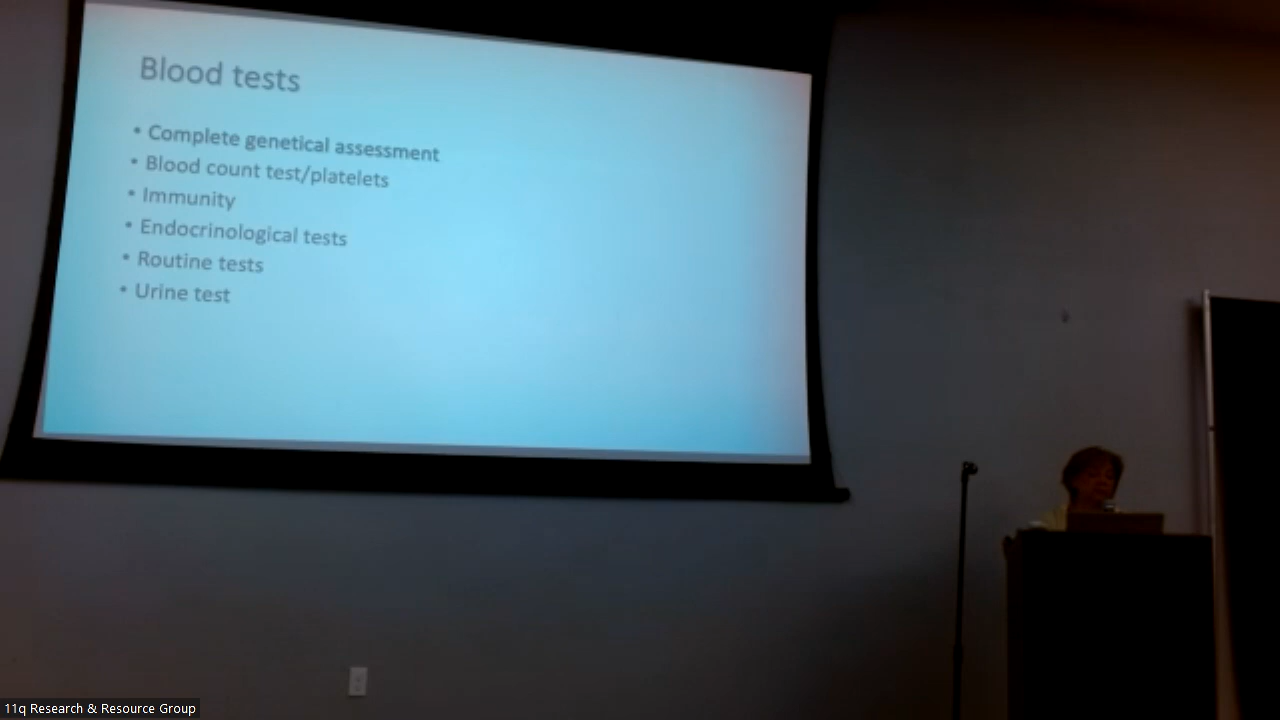 Blood tests
• Complete genetical assessment
• Blood count test/platelets
• Immunity
• Endocrinological tests
• Routine tests
• Urine test
11q Research & Resource Group